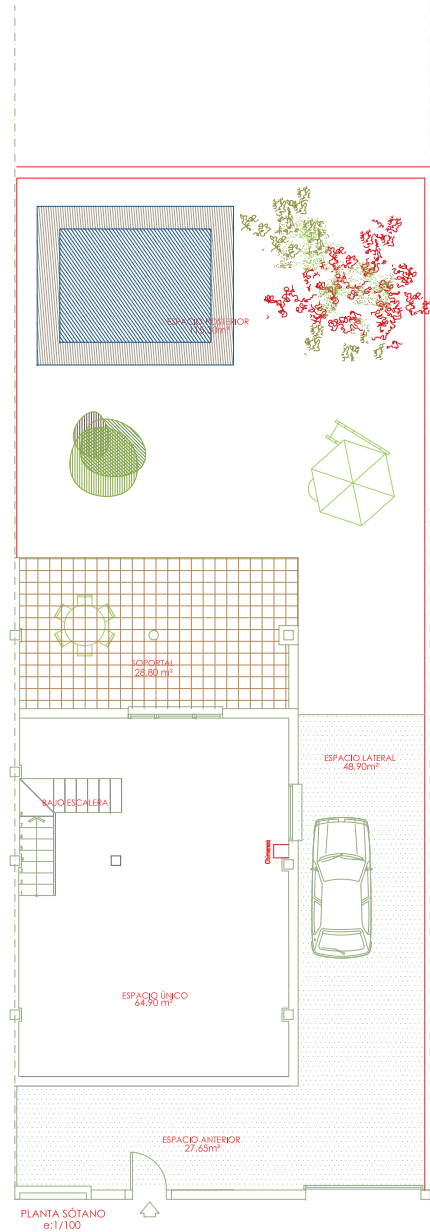 ESPACIO POSTERIOR
SOPORTAL
28,80 m²
ESPACIO LATERAL
48,90m²
BAJO ESCALERA
Chimenea
ESPACIO ÚNICO
64,90 m²
ESPACIO ANTERIOR
27,65m²
PLANTA SÓTANO
e:1/100